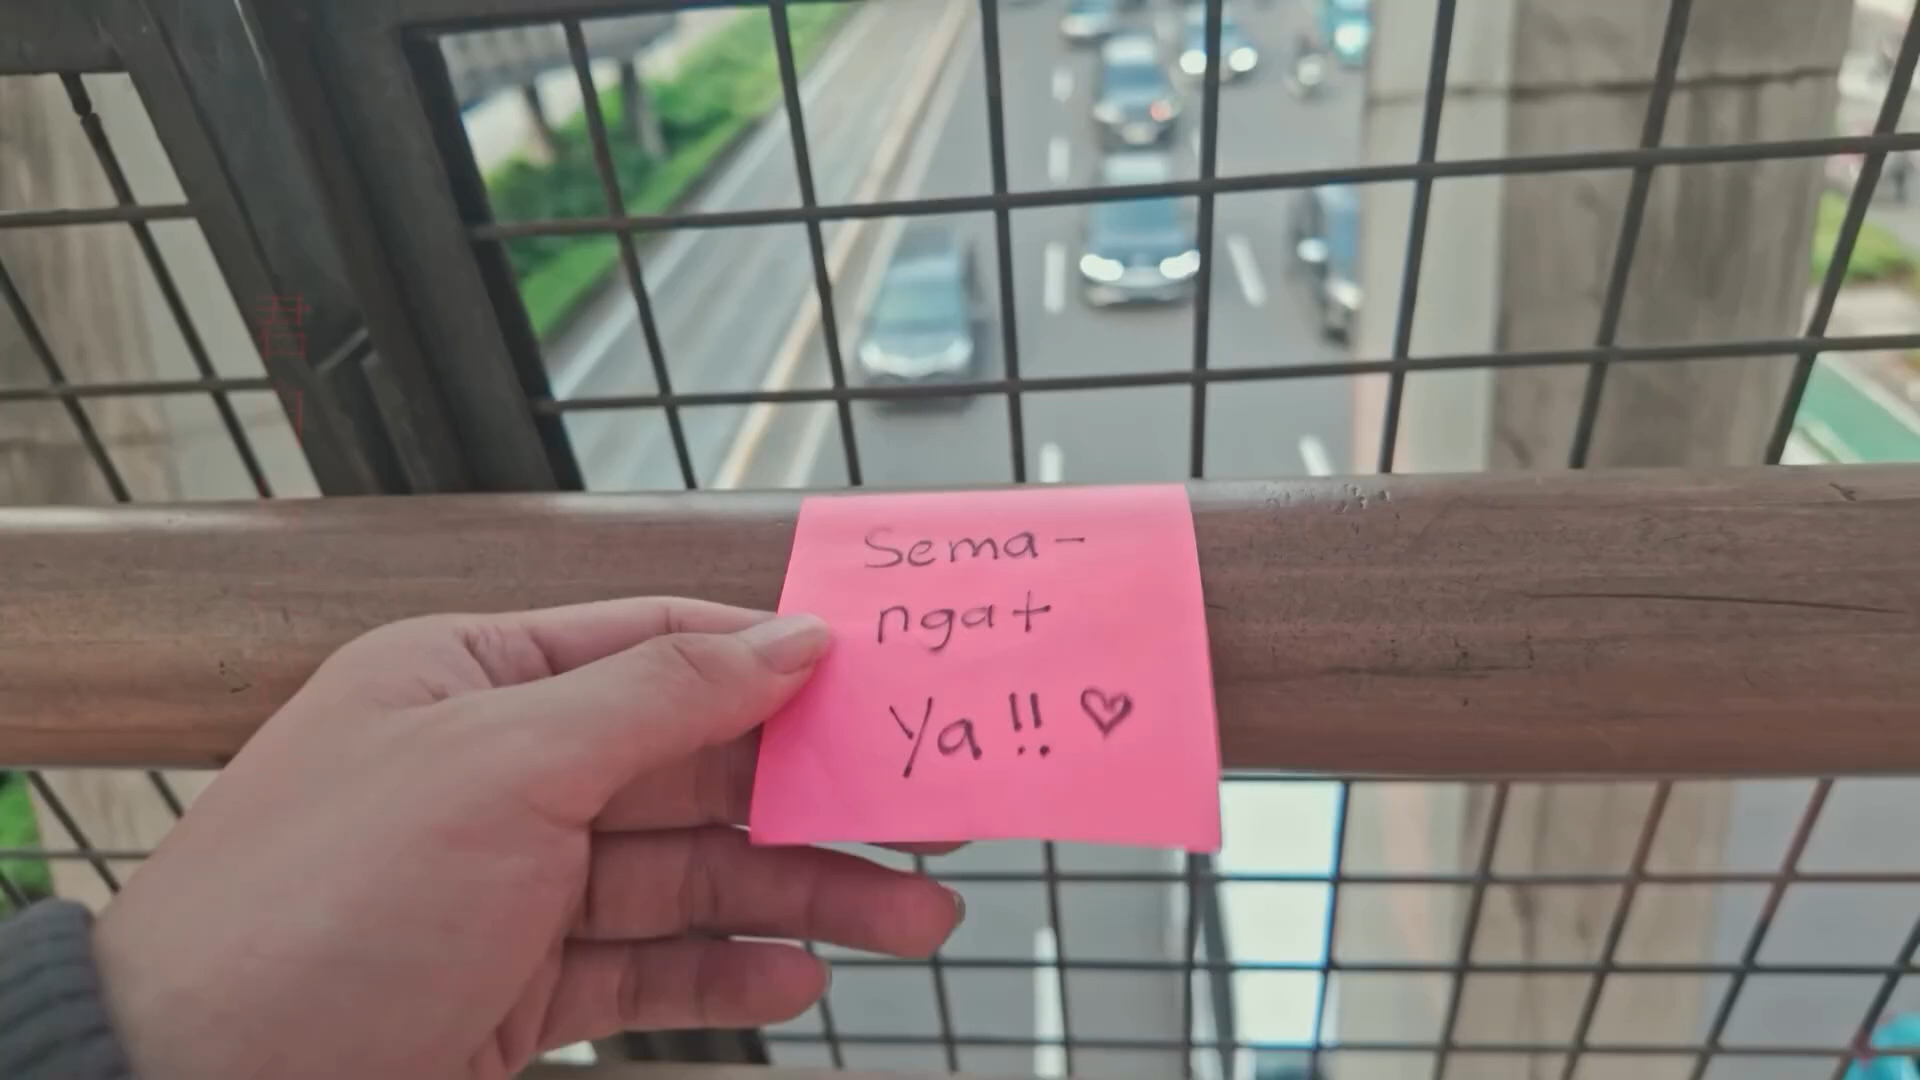 Sema-
ngat
Ya!! ♡